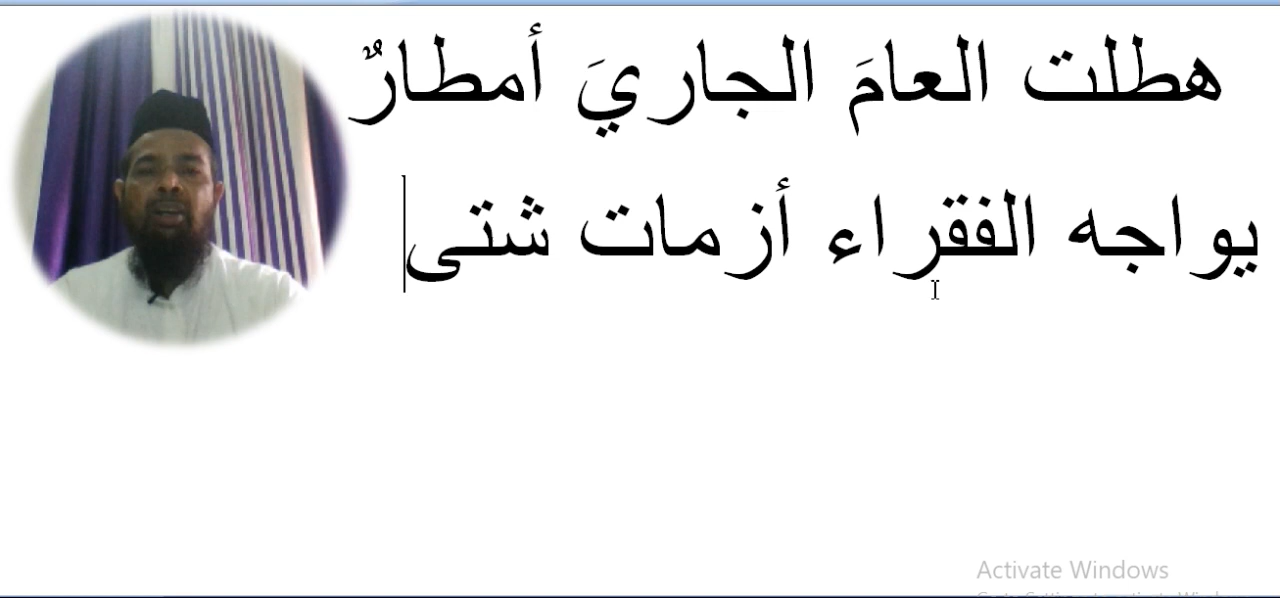 هطلت العامَ الجاريَ أمطارٌ
يواجه الفقراء أزمات شتى
Activate Windows